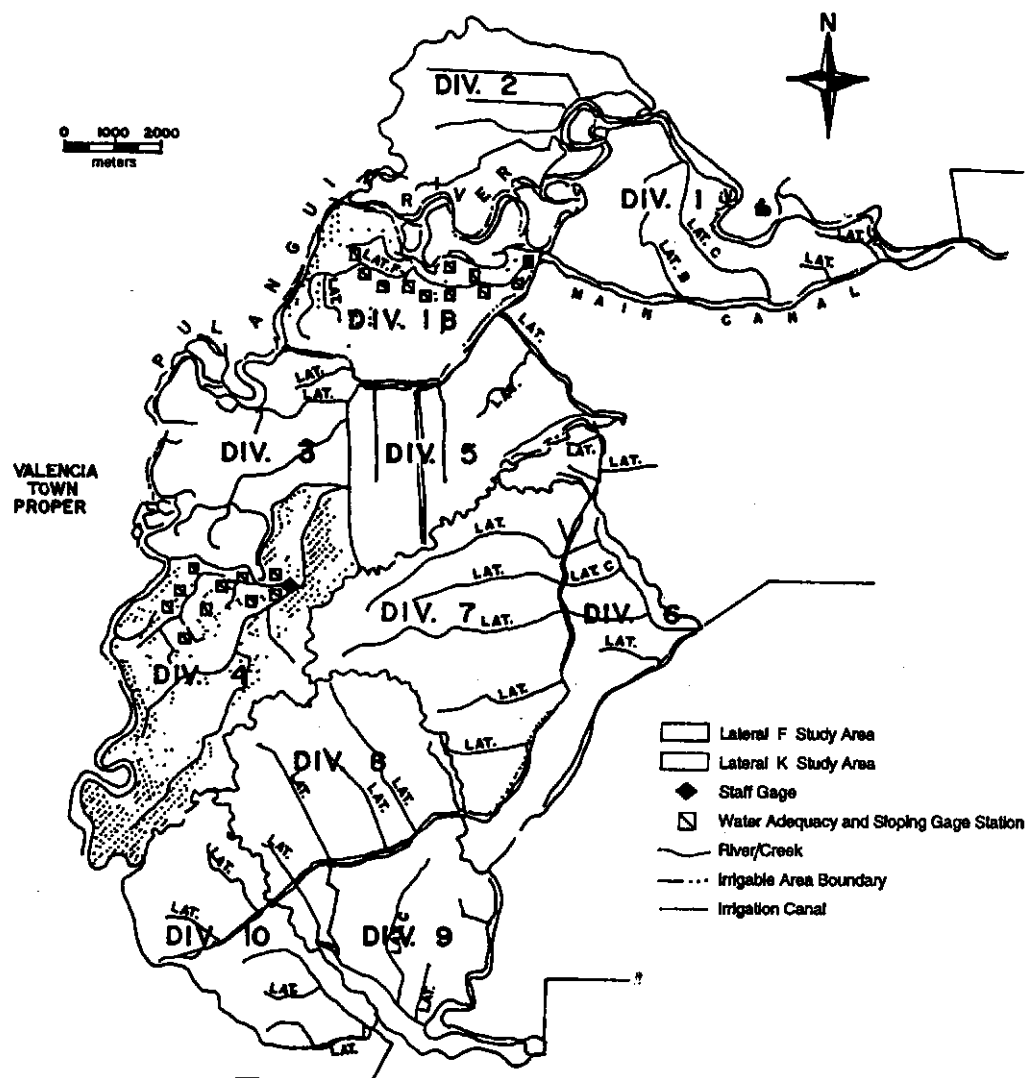 N
DIV. 2
0 1000 2000
meters
PULANGUI RIVER
DIV. 1
LAT. C
LAT. B
LAT.
LAT.
MAIN CANAL
LAT. F
LAT.
DIV. 1B
LAT.
LAT.
LAT.
LAT.
DIV. 3
DIV. 5
LAT.
LAT.
VALENCIA
TOWN
PROPER
LAT.
LAT.
LAT. C
DIV. 7
LAT.
DIV. 6
LAT.
DIV. 4
LAT.
LAT.
DIV. 8
LAT.
LAT.
LAT.
Lateral F Study Area
Lateral K Study Area
Staff Gage
Water Adequacy and Sloping Gage Station
River/Creek
Irrigable Area Boundary
Irrigation Canal
LAT.
LAT.
LAT.
DIV. 10
LAT. C
DIV. 9
LAT.
LAT.
LAT.